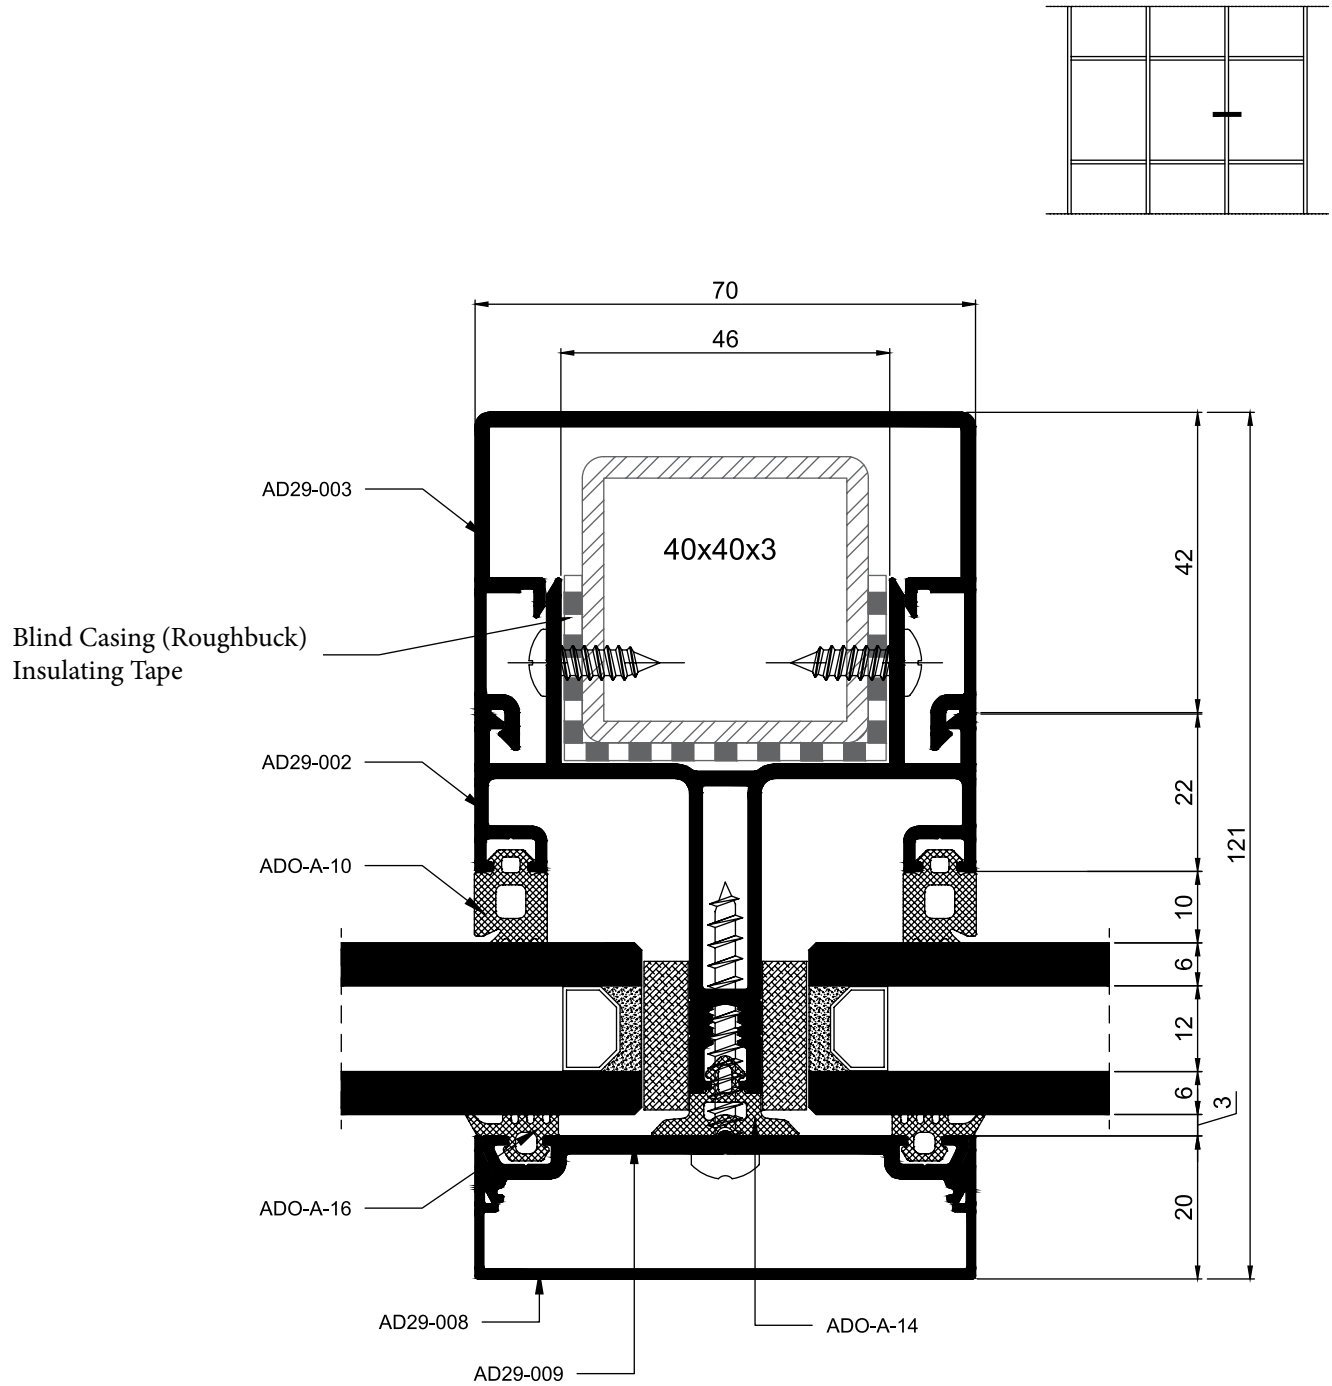 70
46
AD29-003
40x40x3
42
Blind Casing (Roughbuck)
Insulating Tape
AD29-002
22
121
ADO-A-10
10
6
12
6
3
ADO-A-16
20
AD29-008
ADO-A-14
AD29-009